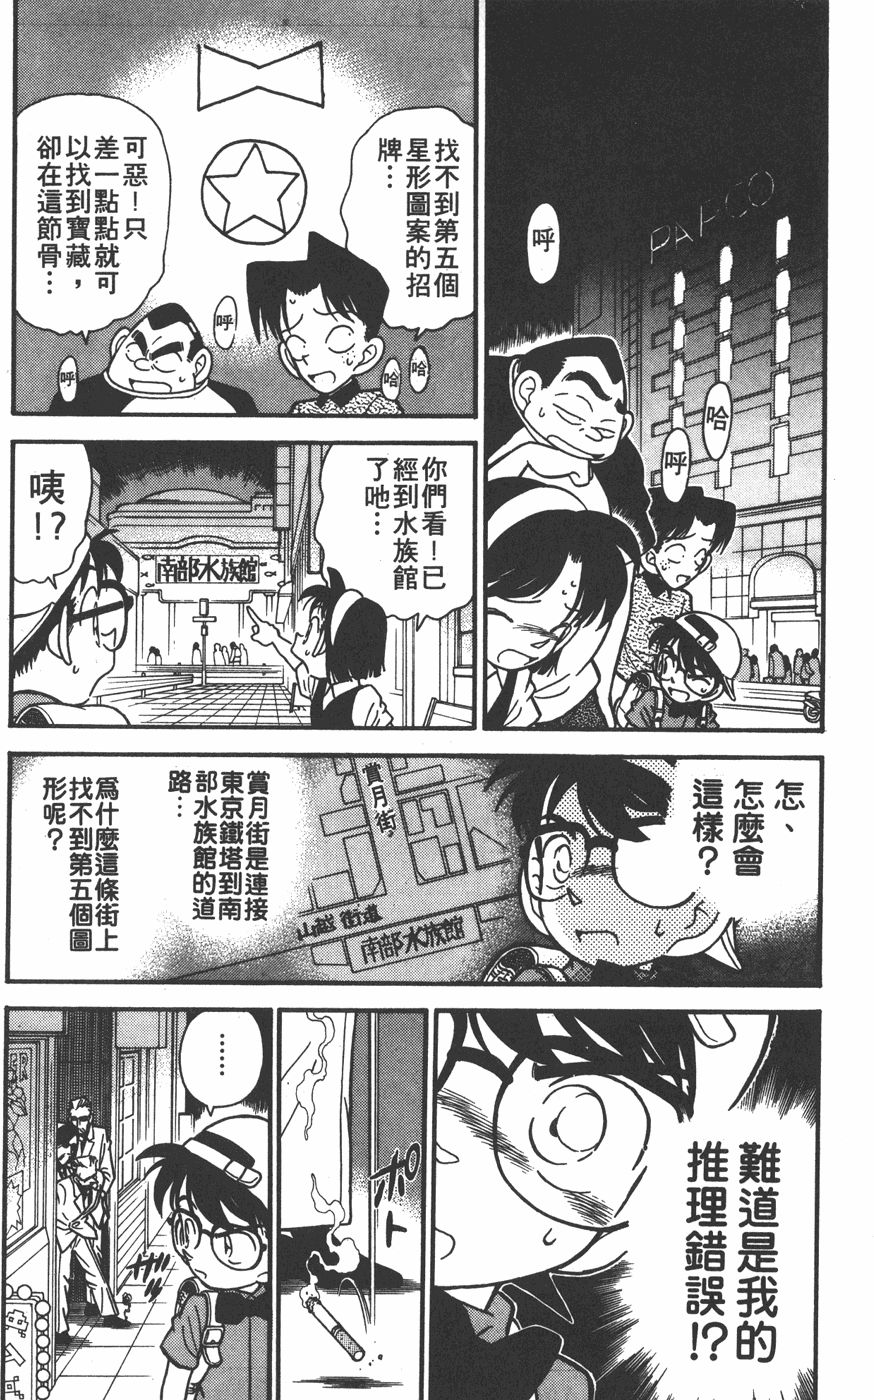 PARCO
呼
哈
呼
找不到第五個
星形圖案的招
牌…
可惡！只
差一點點就可
以找到寶藏，
卻在這節骨…
呼
哈
哈
呼
你們看！已
經到水族館
了吔…
南部水族館
咦!?
怎、
怎麼會
這樣？
賞月街
山越街道
南部水族館
賞月街是連接
東京鐵塔到南
部水族館的道
路…
為什麼這條街上
找不到第五個圖
形呢？
難道是我的
推理錯誤!?
ポト
……